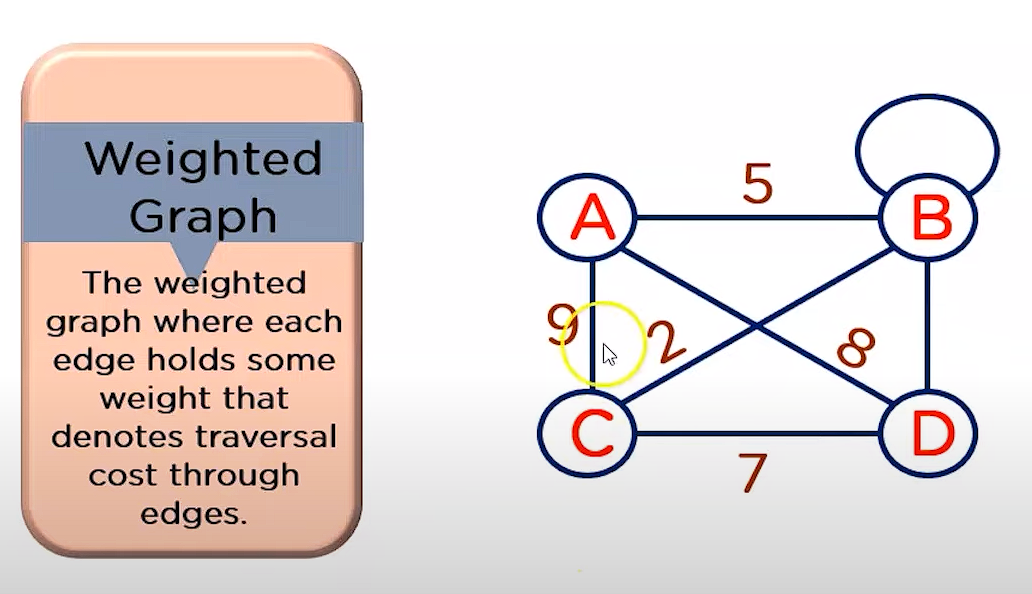 Weighted
Graph
The weighted
graph where each
edge holds some
weight that
denotes traversal
cost through
edges.
5
A
B
9
2
8
C
D
7